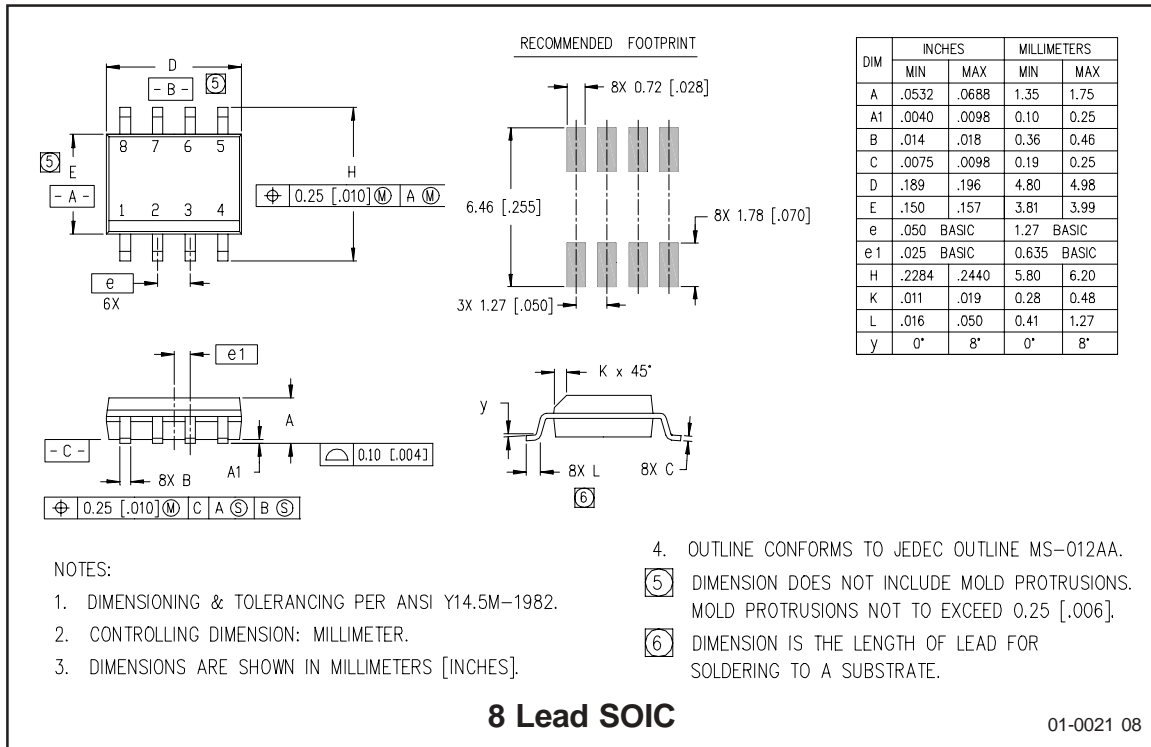 RECOMMENDED FOOTPRINT
D
- B -
5
8 7 6 5
5
E
- A -
H
⌖ 0.25 [.010] Ⓜ A Ⓜ
1 2 3 4
e
6X
8X 0.72 [.028]
6.46 [.255]
8X 1.78 [.070]
3X 1.27 [.050]
DIM INCHES MILLIMETERS
MIN MAX MIN MAX
A .0532 .0688 1.35 1.75
A1 .0040 .0098 0.10 0.25
B .014 .018 0.36 0.46
C .0075 .0098 0.19 0.25
D .189 .196 4.80 4.98
E .150 .157 3.81 3.99
e .050 BASIC 1.27 BASIC
e1 .025 BASIC 0.635 BASIC
H .2284 .2440 5.80 6.20
K .011 .019 0.28 0.48
L .016 .050 0.41 1.27
y 0° 8° 0° 8°
e1
A
- C -
8X B
A1
⌓ 0.10 [.004]
⌖ 0.25 [.010] Ⓜ C A Ⓢ B Ⓢ
K x 45°
y
8X L
8X C
6
NOTES:
1. DIMENSIONING & TOLERANCING PER ANSI Y14.5M-1982.
2. CONTROLLING DIMENSION: MILLIMETER.
3. DIMENSIONS ARE SHOWN IN MILLIMETERS [INCHES].
4. OUTLINE CONFORMS TO JEDEC OUTLINE MS-012AA.
5 DIMENSION DOES NOT INCLUDE MOLD PROTRUSIONS.
MOLD PROTRUSIONS NOT TO EXCEED 0.25 [.006].
6 DIMENSION IS THE LENGTH OF LEAD FOR
SOLDERING TO A SUBSTRATE.
8 Lead SOIC
01-0021 08